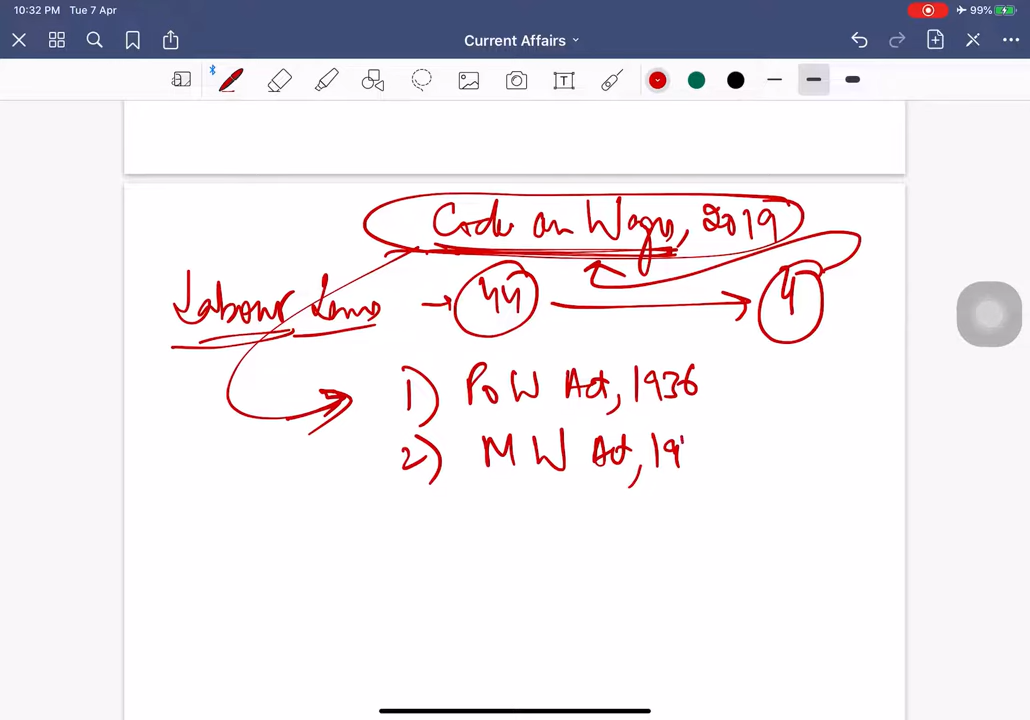 10:32 PM Tue 7 Apr
99%
Current Affairs
T
Code on Wages, 2019
Labour Laws → 44 → 4
1) PoW Act, 1936
2) MW Act, 19